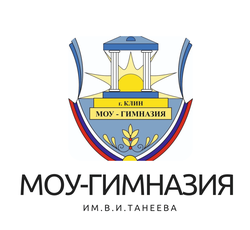 г. КЛИН
МОУ - ГИМНАЗИЯ
МОУ-ГИМНАЗИЯ
ИМ.В.И.ТАНЕЕВА